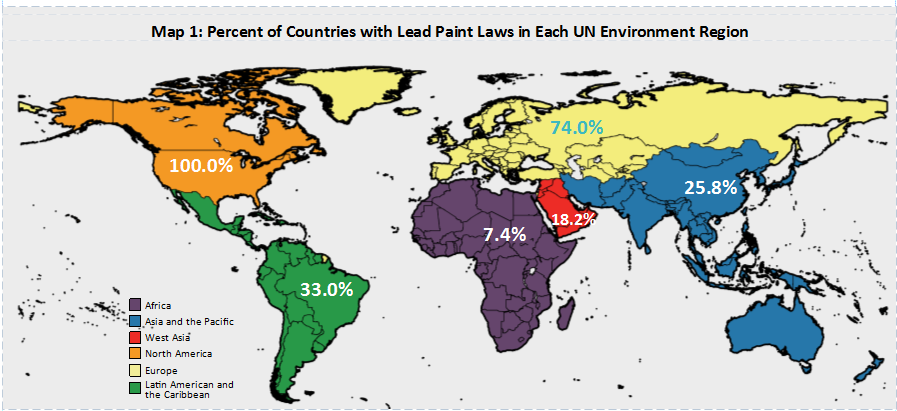 Map 1: Percent of Countries with Lead Paint Laws in Each UN Environment Region
74.0%
100.0%
25.8%
18.2%
7.4%
33.0%
Africa
Asia and the Pacific
West Asia
North America
Europe
Latin American and
the Caribbean